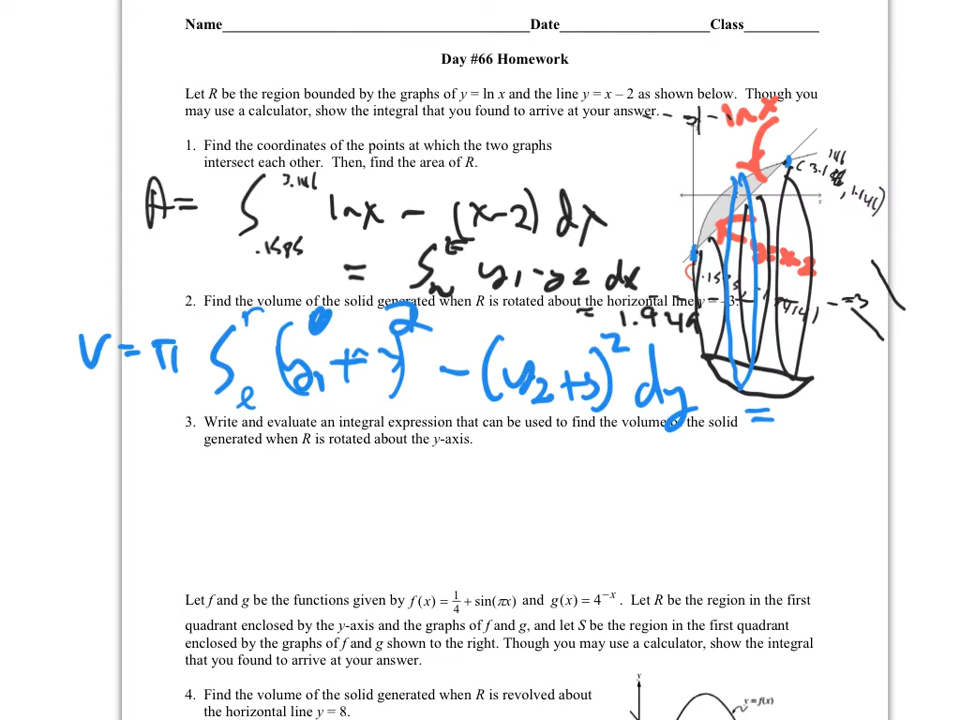 Name Date Class
Day #66 Homework
Let R be the region bounded by the graphs of y = ln x and the line y = x – 2 as shown below. Though you
may use a calculator, show the integral that you found to arrive at your answer.
ln x
1. Find the coordinates of the points at which the two graphs
intersect each other. Then, find the area of R.
A = ∫ 3.146 .1585 ln x – (x-2) dx
= ∫ y1 - y2 dx
y = x-2
2. Find the volume of the solid generated when R is rotated about the horizontal line y = –3.
= 1.949
V = π ∫ r l (y1 + 3)² – (y2 + 3)² dy =
3. Write and evaluate an integral expression that can be used to find the volume of the solid
generated when R is rotated about the y-axis.
Let f and g be the functions given by f(x) = 1/4 + sin(πx) and g(x) = 4^–x. Let R be the region in the first
quadrant enclosed by the y-axis and the graphs of f and g, and let S be the region in the first quadrant
enclosed by the graphs of f and g shown to the right. Though you may use a calculator, show the integral
that you found to arrive at your answer.
4. Find the volume of the solid generated when R is revolved about
the horizontal line y = 8.
y
y = f(x)